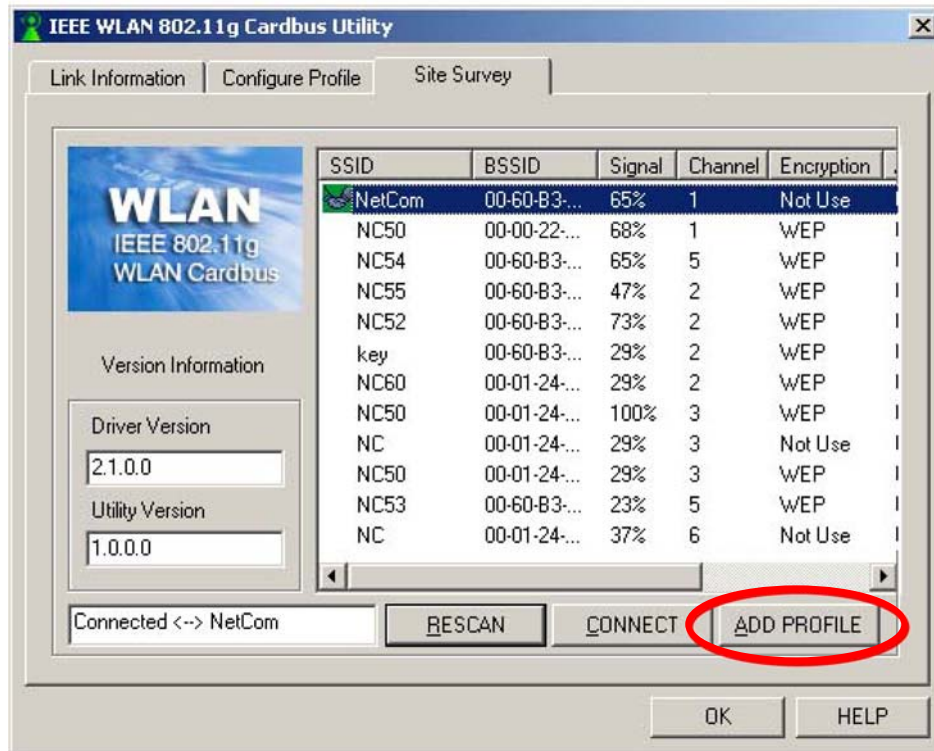 IEEE WLAN 802.11g Cardbus Utility
Link Information Configure Profile Site Survey
WLAN
IEEE 802.11g
WLAN Cardbus
Version Information
Driver Version
2.1.0.0
Utility Version
1.0.0.0
SSID BSSID Signal Channel Encryption
NetCom 00-60-B3-... 65% 1 Not Use
NC50 00-00-22-... 68% 1 WEP
NC54 00-60-B3-... 65% 5 WEP
NC55 00-60-B3-... 47% 2 WEP
NC52 00-60-B3-... 73% 2 WEP
key 00-60-B3-... 29% 2 WEP
NC60 00-01-24-... 29% 2 WEP
NC50 00-01-24-... 100% 3 WEP
NC 00-01-24-... 29% 3 Not Use
NC50 00-01-24-... 29% 3 WEP
NC53 00-60-B3-... 23% 5 WEP
NC 00-01-24-... 37% 6 Not Use
Connected <--> NetCom RESCAN CONNECT ADD PROFILE
OK HELP